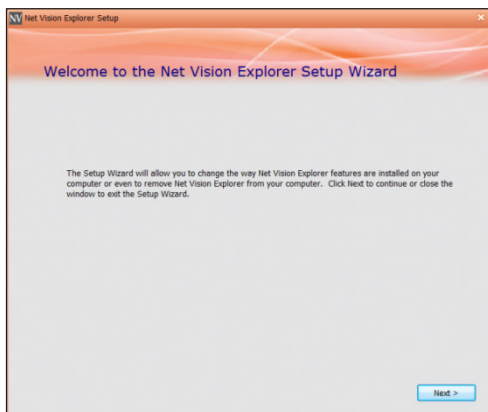 NV Net Vision Explorer Setup
Welcome to the Net Vision Explorer Setup Wizard
The Setup Wizard will allow you to change the way Net Vision Explorer features are installed on your
computer or even to remove Net Vision Explorer from your computer. Click Next to continue or close the
window to exit the Setup Wizard.
Next >